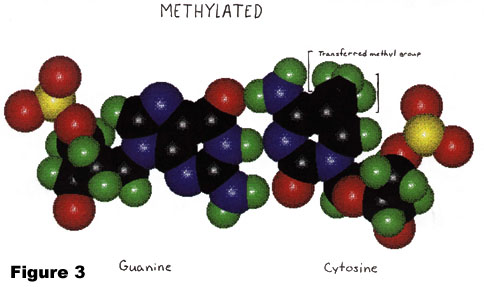 METHYLATED
Transferred methyl group
Guanine
Cytosine
Figure 3